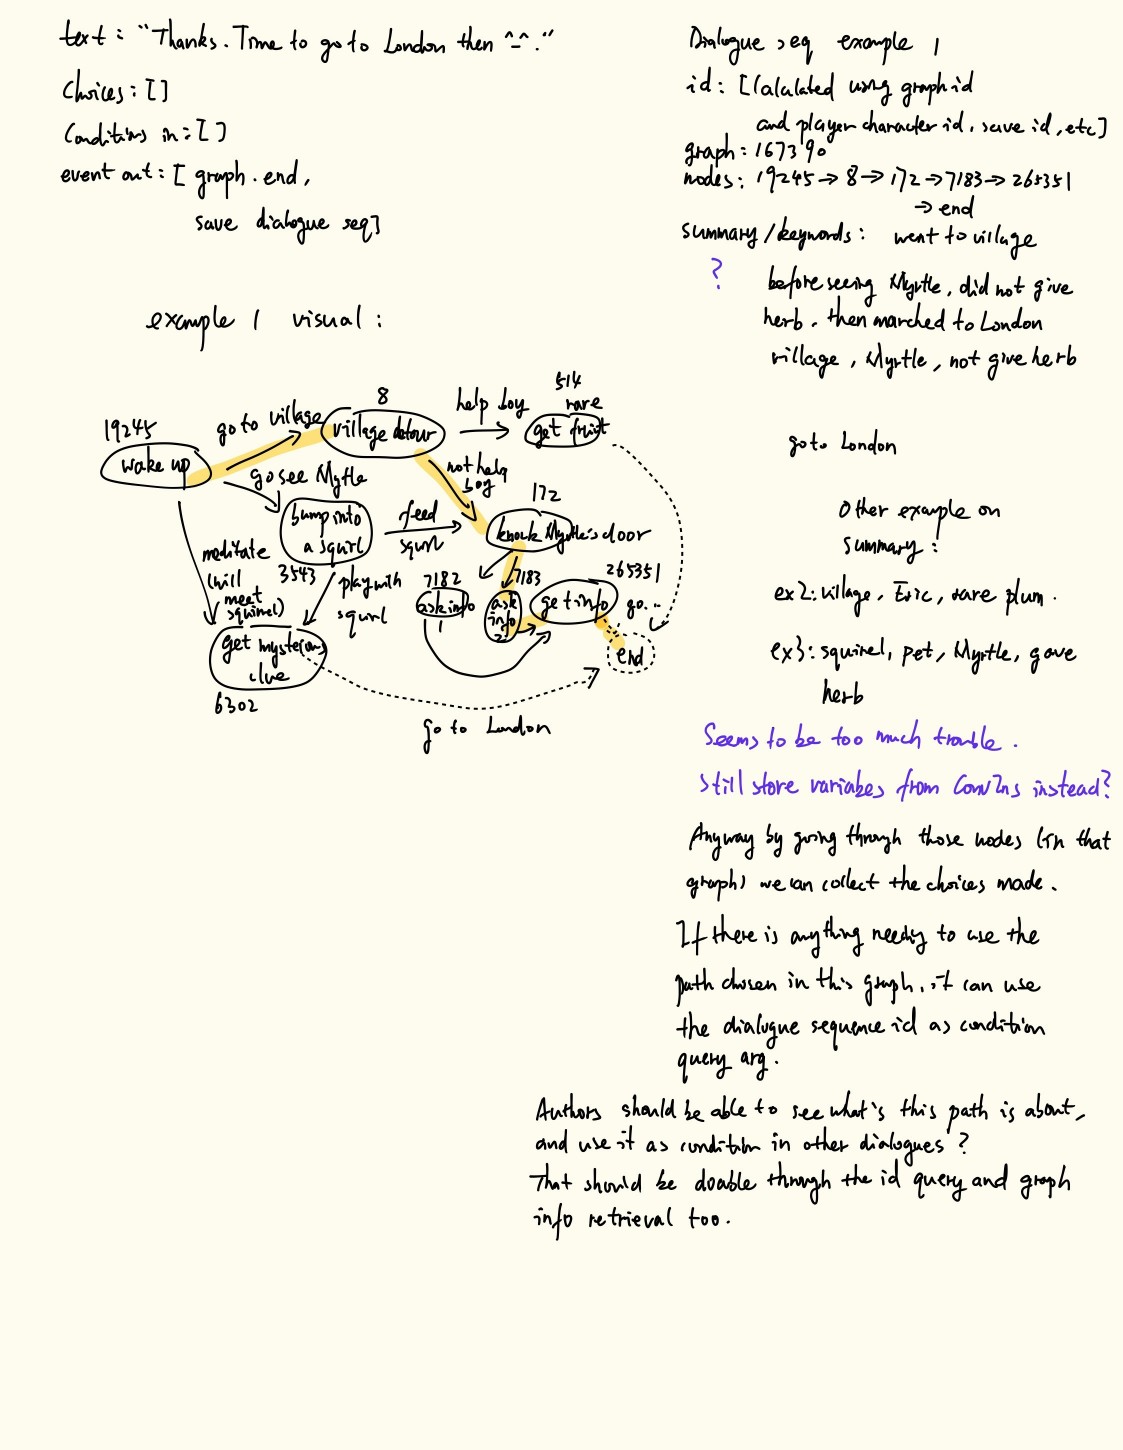 text: "Thanks. Time to go to London then ^-^."
Choices: []
Conditions in: []
event out: [ graph.end,
save dialogue seq]
example 1 visual:
19245
wake up
go to village
8
village detour
help boy
514
rare
get fruit
go see Myrtle
not help
boy
bump into
a squirl
3543
feed
squrl
172
knock Myrtle's door
meditate
(will
meet
squirrel)
play with
squirl
7182
ask info
1
7183
ask
info
2
265351
get info
go...
end
get mysterious
clue
6302
go to London
Dialogue seq example 1
id: [Calculated using graph id
and player character id, save id, etc]
graph: 167390
nodes: 19245 → 8 → 172 → 7183 → 265351
→ end
summary/keywords: went to village
?
before seeing Myrtle, did not give
herb, then marched to London
village, Myrtle, not give herb
go to London
Other example on
summary:
ex2: village, Eric, rare plum.
ex3: squirrel, pet, Myrtle, gave
herb
Seems to be too much trouble.
Still store variables from instead?
Anyway by going through those nodes (in that
graph) we can collect the choices made.
If there is anything needing to use the
path chosen in this graph, it can use
the dialogue sequence id as condition
query arg.
Authors should be able to see what's this path is about,
and use it as condition in other dialogues?
That should be doable through the id query and graph
info retrieval too.